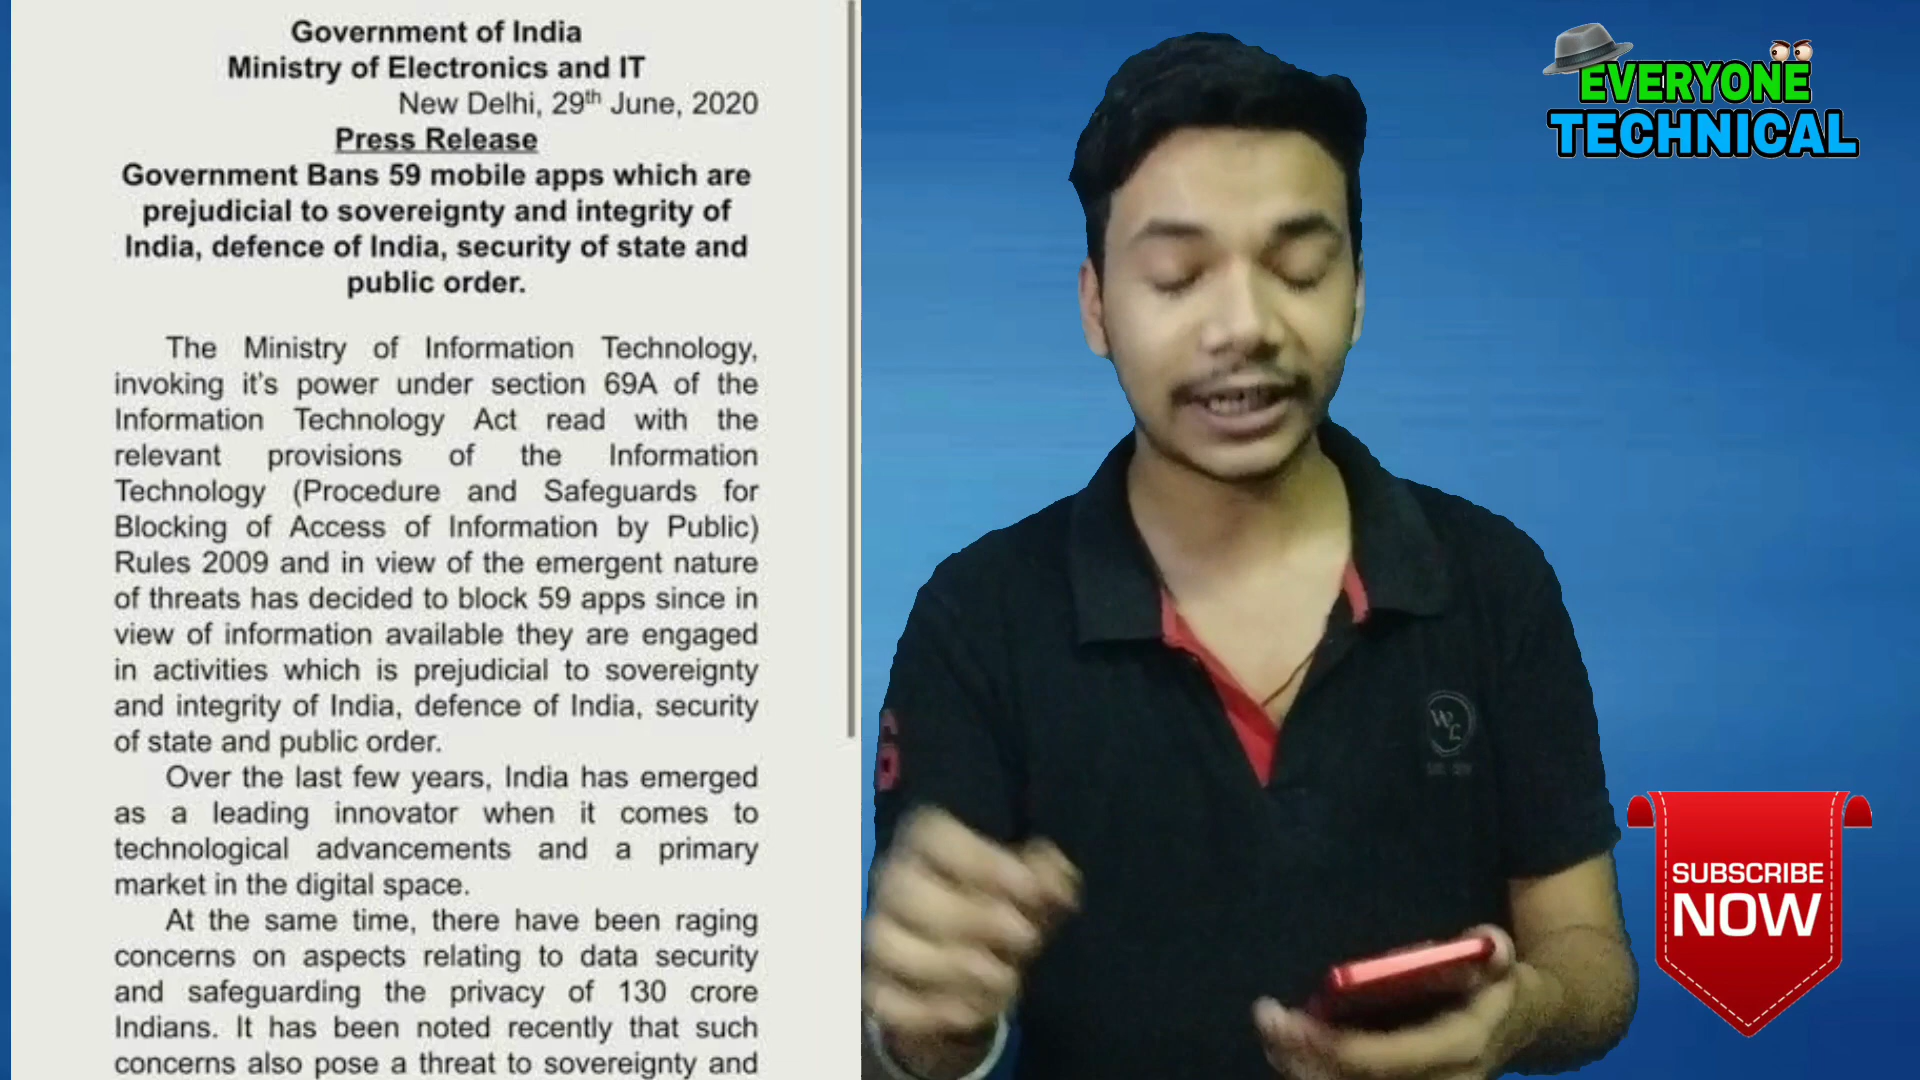 Government of India
Ministry of Electronics and IT
New Delhi, 29th June, 2020
Press Release
Government Bans 59 mobile apps which are
prejudicial to sovereignty and integrity of
India, defence of India, security of state and
public order.
The Ministry of Information Technology,
invoking it's power under section 69A of the
Information Technology Act read with the
relevant provisions of the Information
Technology (Procedure and Safeguards for
Blocking of Access of Information by Public)
Rules 2009 and in view of the emergent nature
of threats has decided to block 59 apps since in
view of information available they are engaged
in activities which is prejudicial to sovereignty
and integrity of India, defence of India, security
of state and public order.
Over the last few years, India has emerged
as a leading innovator when it comes to
technological advancements and a primary
market in the digital space.
At the same time, there have been raging
concerns on aspects relating to data security
and safeguarding the privacy of 130 crore
Indians. It has been noted recently that such
concerns also pose a threat to sovereignty and
EVERYONE
TECHNICAL
SUBSCRIBE
NOW